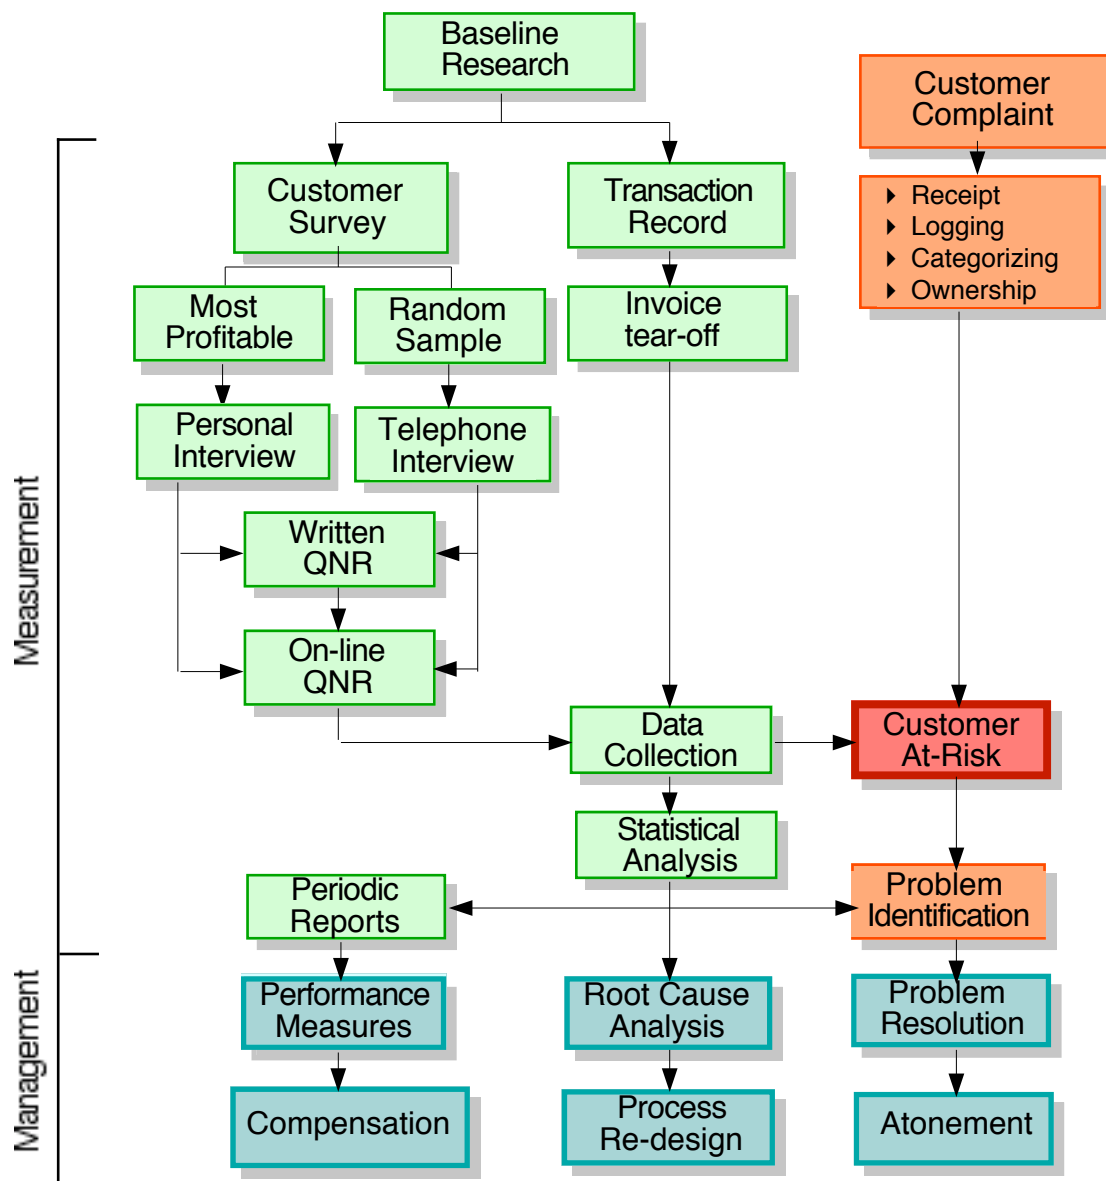 Baseline
Research
Customer
Complaint
Customer
Survey
Transaction
Record
Receipt
Logging
Categorizing
Ownership
Most
Profitable
Random
Sample
Invoice
tear-off
Personal
Interview
Telephone
Interview
Written
QNR
On-line
QNR
Measurement
Data
Collection
Customer
At-Risk
Statistical
Analysis
Periodic
Reports
Problem
Identification
Management
Performance
Measures
Root Cause
Analysis
Problem
Resolution
Compensation
Process
Re-design
Atonement